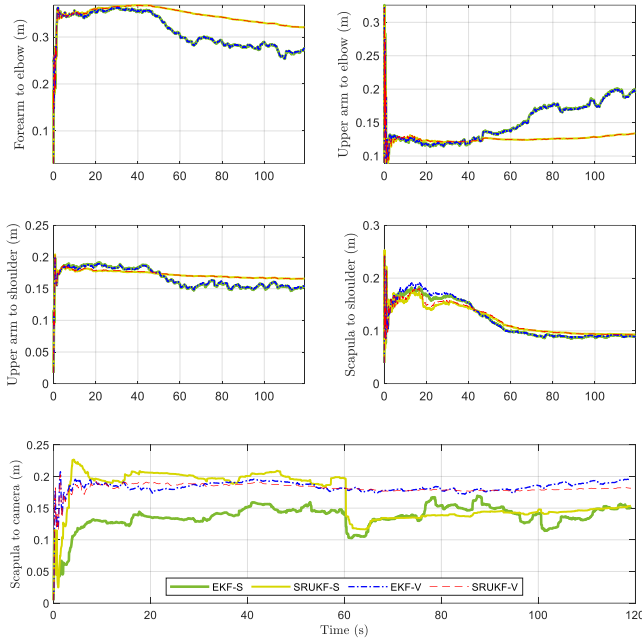 Forearm to elbow (m)
0.3
0.2
0.1
0 20 40 60 80 100
Upper arm to elbow (m)
0.3
0.25
0.2
0.15
0.1
0 20 40 60 80 100
Upper arm to shoulder (m)
0.25
0.2
0.15
0.1
0.05
0
0 20 40 60 80 100
Scapula to shoulder (m)
0.3
0.2
0.1
0
0 20 40 60 80 100
Scapula to camera (m)
0.25
0.2
0.15
0.1
0.05
0
EKF-S SRUKF-S EKF-V SRUKF-V
0 20 40 60 80 100 120
Time (s)